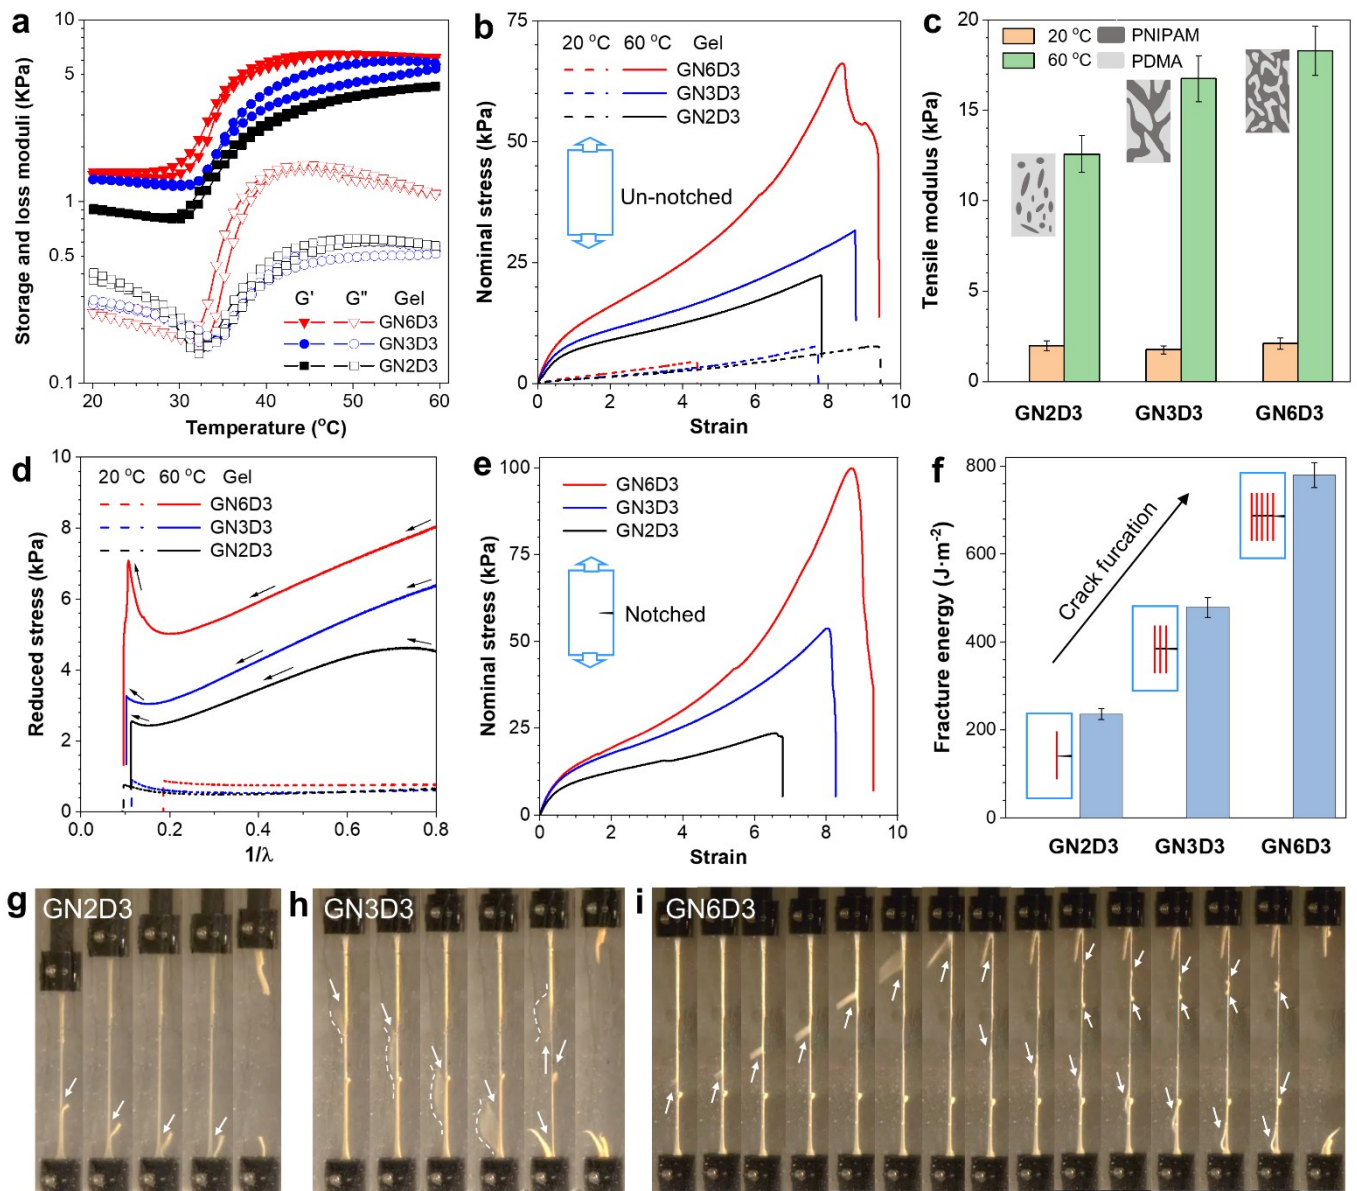 a
Storage and loss moduli (KPa)
10
5
1
0.5
0.1
G' G" Gel
GN6D3
GN3D3
GN2D3
20 30 40 50 60
Temperature (°C)
b
Nominal stress (kPa)
75
50
25
0
20 °C 60 °C Gel
GN6D3
GN3D3
GN2D3
Un-notched
0 2 4 6 8 10
Strain
c
Tensile modulus (kPa)
20
15
10
5
0
20 °C PNIPAM
60 °C PDMA
GN2D3 GN3D3 GN6D3
d
Reduced stress (kPa)
10
8
6
4
2
0
20 °C 60 °C Gel
GN6D3
GN3D3
GN2D3
0.0 0.2 0.4 0.6 0.8
1/λ
e
Nominal stress (kPa)
100
75
50
25
0
GN6D3
GN3D3
GN2D3
Notched
0 2 4 6 8 10
Strain
f
Fracture energy (J·m⁻²)
800
600
400
200
0
Crack furcation
GN2D3 GN3D3 GN6D3
g GN2D3
h GN3D3
i GN6D3